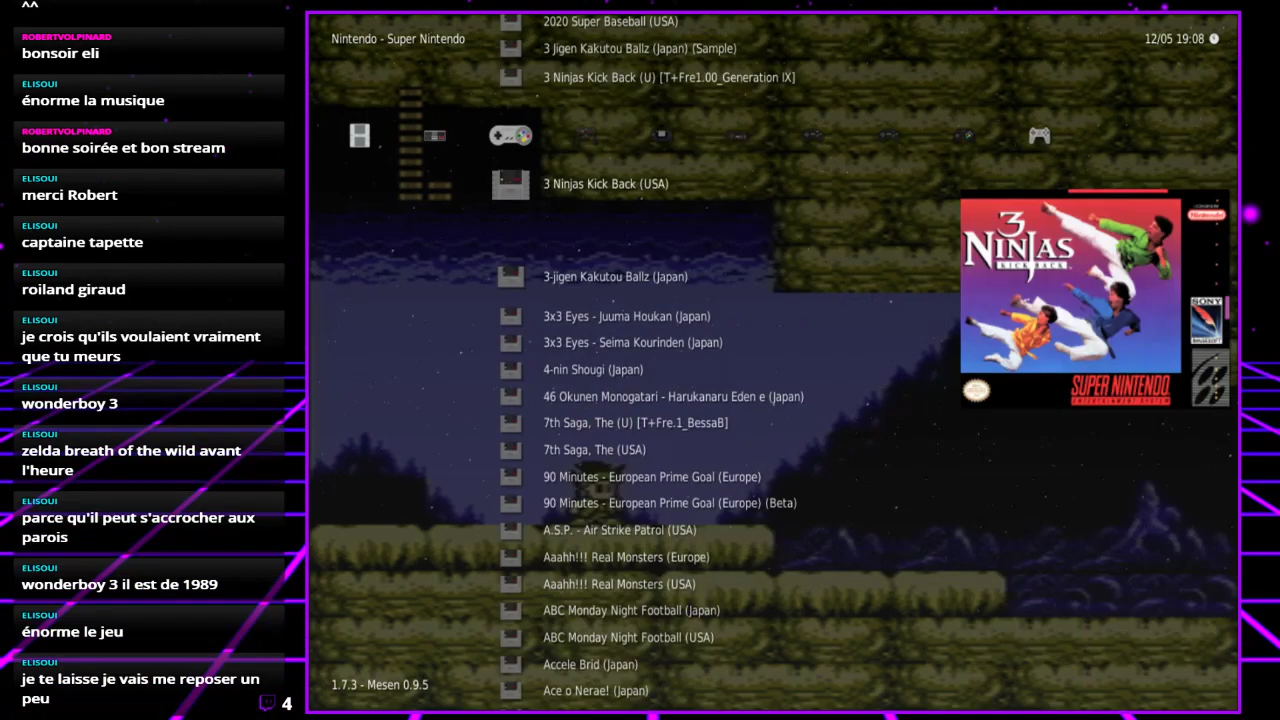 ^^
ROBERTVOLPINARD
bonsoir eli
ELISOUI
énorme la musique
ROBERTVOLPINARD
bonne soirée et bon stream
ELISOUI
merci Robert
ELISOUI
captaine tapette
ELISOUI
roiland giraud
ELISOUI
je crois qu'ils voulaient vraiment
que tu meurs
ELISOUI
wonderboy 3
ELISOUI
zelda breath of the wild avant
l'heure
ELISOUI
parce qu'il peut s'accrocher aux
parois
ELISOUI
wonderboy 3 il est de 1989
ELISOUI
énorme le jeu
ELISOUI
je te laisse je vais me reposer un
peu
4
Nintendo - Super Nintendo
12/05 19:08
2020 Super Baseball (USA)
3 Jigen Kakutou Ballz (Japan) (Sample)
3 Ninjas Kick Back (U) [T+Fre1.00_Generation IX]
3 Ninjas Kick Back (USA)
3-jigen Kakutou Ballz (Japan)
3x3 Eyes - Juuma Houkan (Japan)
3x3 Eyes - Seima Kourinden (Japan)
4-nin Shougi (Japan)
46 Okunen Monogatari - Harukanaru Eden e (Japan)
7th Saga, The (U) [T+Fre.1_BessaB]
7th Saga, The (USA)
90 Minutes - European Prime Goal (Europe)
90 Minutes - European Prime Goal (Europe) (Beta)
A.S.P. - Air Strike Patrol (USA)
Aaahh!!! Real Monsters (Europe)
Aaahh!!! Real Monsters (USA)
ABC Monday Night Football (Japan)
ABC Monday Night Football (USA)
Accele Brid (Japan)
Ace o Nerae! (Japan)
1.7.3 - Mesen 0.9.5
3
NINJAS
KICK BACK
Nintendo
SONY
SUPER NINTENDO
ENTERTAINMENT SYSTEM